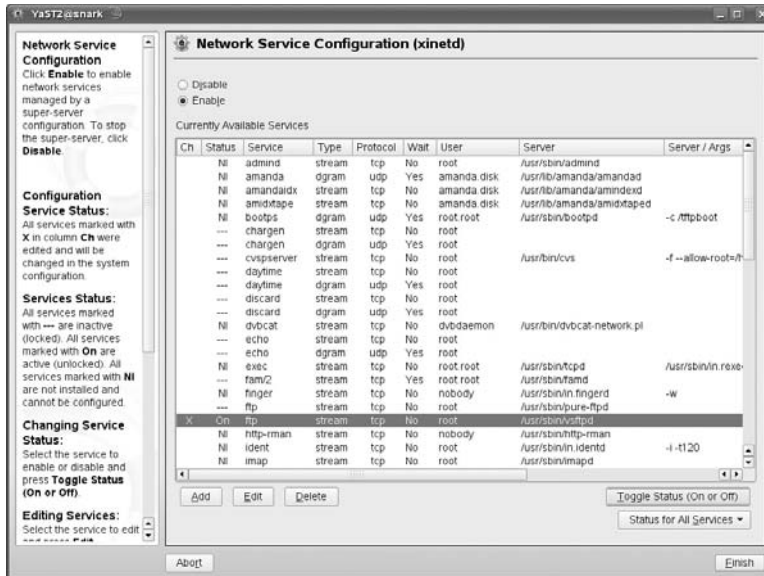 YaST2@snark
Network Service
Configuration
Click Enable to enable
network services
managed by a
super-server
configuration. To stop
the super-server, click
Disable.
Configuration
Service Status:
All services marked with
X in column Ch were
edited and will be
changed in the system
configuration.
Services Status:
All services marked
with --- are inactive
(locked). All services
marked with On are
active (unlocked). All
services marked with NI
are not installed and
cannot be configured.
Changing Service
Status:
Select the service to
enable or disable and
press Toggle Status
(On or Off).
Editing Services:
Select the service to edit
and press Edit
Network Service Configuration (xinetd)
Disable
Enable
Currently Available Services
Ch Status Service Type Protocol Wait User Server Server / Args
NI admind stream tcp No root /usr/sbin/admind
NI amanda dgram udp Yes amanda.disk /usr/lib/amanda/amandad
NI amandaidx stream tcp No amanda.disk /usr/lib/amanda/amindexd
NI amidxtape stream tcp No amanda.disk /usr/lib/amanda/amidxtaped
NI bootps dgram udp Yes root.root /usr/sbin/bootpd -c /tftpboot
--- chargen stream tcp No root
--- chargen dgram udp Yes root
--- cvspserver stream tcp No root /usr/bin/cvs -f --allow-root=/h
--- daytime stream tcp No root
--- daytime dgram udp Yes root
--- discard stream tcp No root
--- discard dgram udp Yes root
NI dvbcat stream tcp No dvbdaemon /usr/bin/dvbcat-network.pl
--- echo stream tcp No root
--- echo dgram udp Yes root
NI exec stream tcp No root.root /usr/sbin/tcpd /usr/sbin/in.rexe
--- fam/2 stream tcp Yes root.root /usr/sbin/famd
NI finger stream tcp No nobody /usr/sbin/in.fingerd -w
--- ftp stream tcp No root /usr/sbin/pure-ftpd
X On ftp stream tcp No root /usr/sbin/vsftpd
NI http-rman stream tcp No nobody /usr/sbin/http-rman
NI ident stream tcp No root /usr/sbin/in.identd -i -t120
NI imap stream tcp No root /usr/sbin/imapd
Add Edit Delete Toggle Status (On or Off)
Status for All Services
Abort Finish